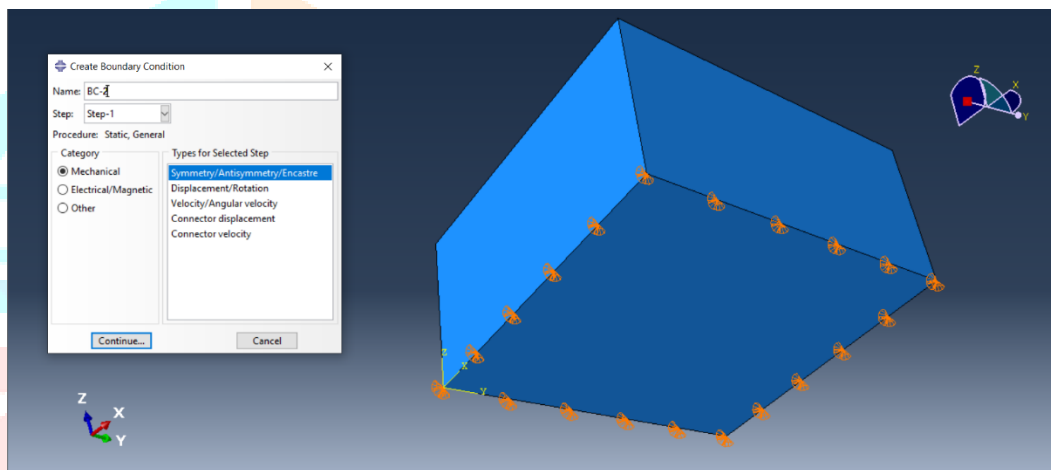 Create Boundary Condition
Name: BC-2
Step: Step-1
Procedure: Static, General
Category
Mechanical
Electrical/Magnetic
Other
Types for Selected Step
Symmetry/Antisymmetry/Encastre
Displacement/Rotation
Velocity/Angular velocity
Connector displacement
Connector velocity
Continue... Cancel
Z
X
Y
Z
X
Y
Z
X
Y